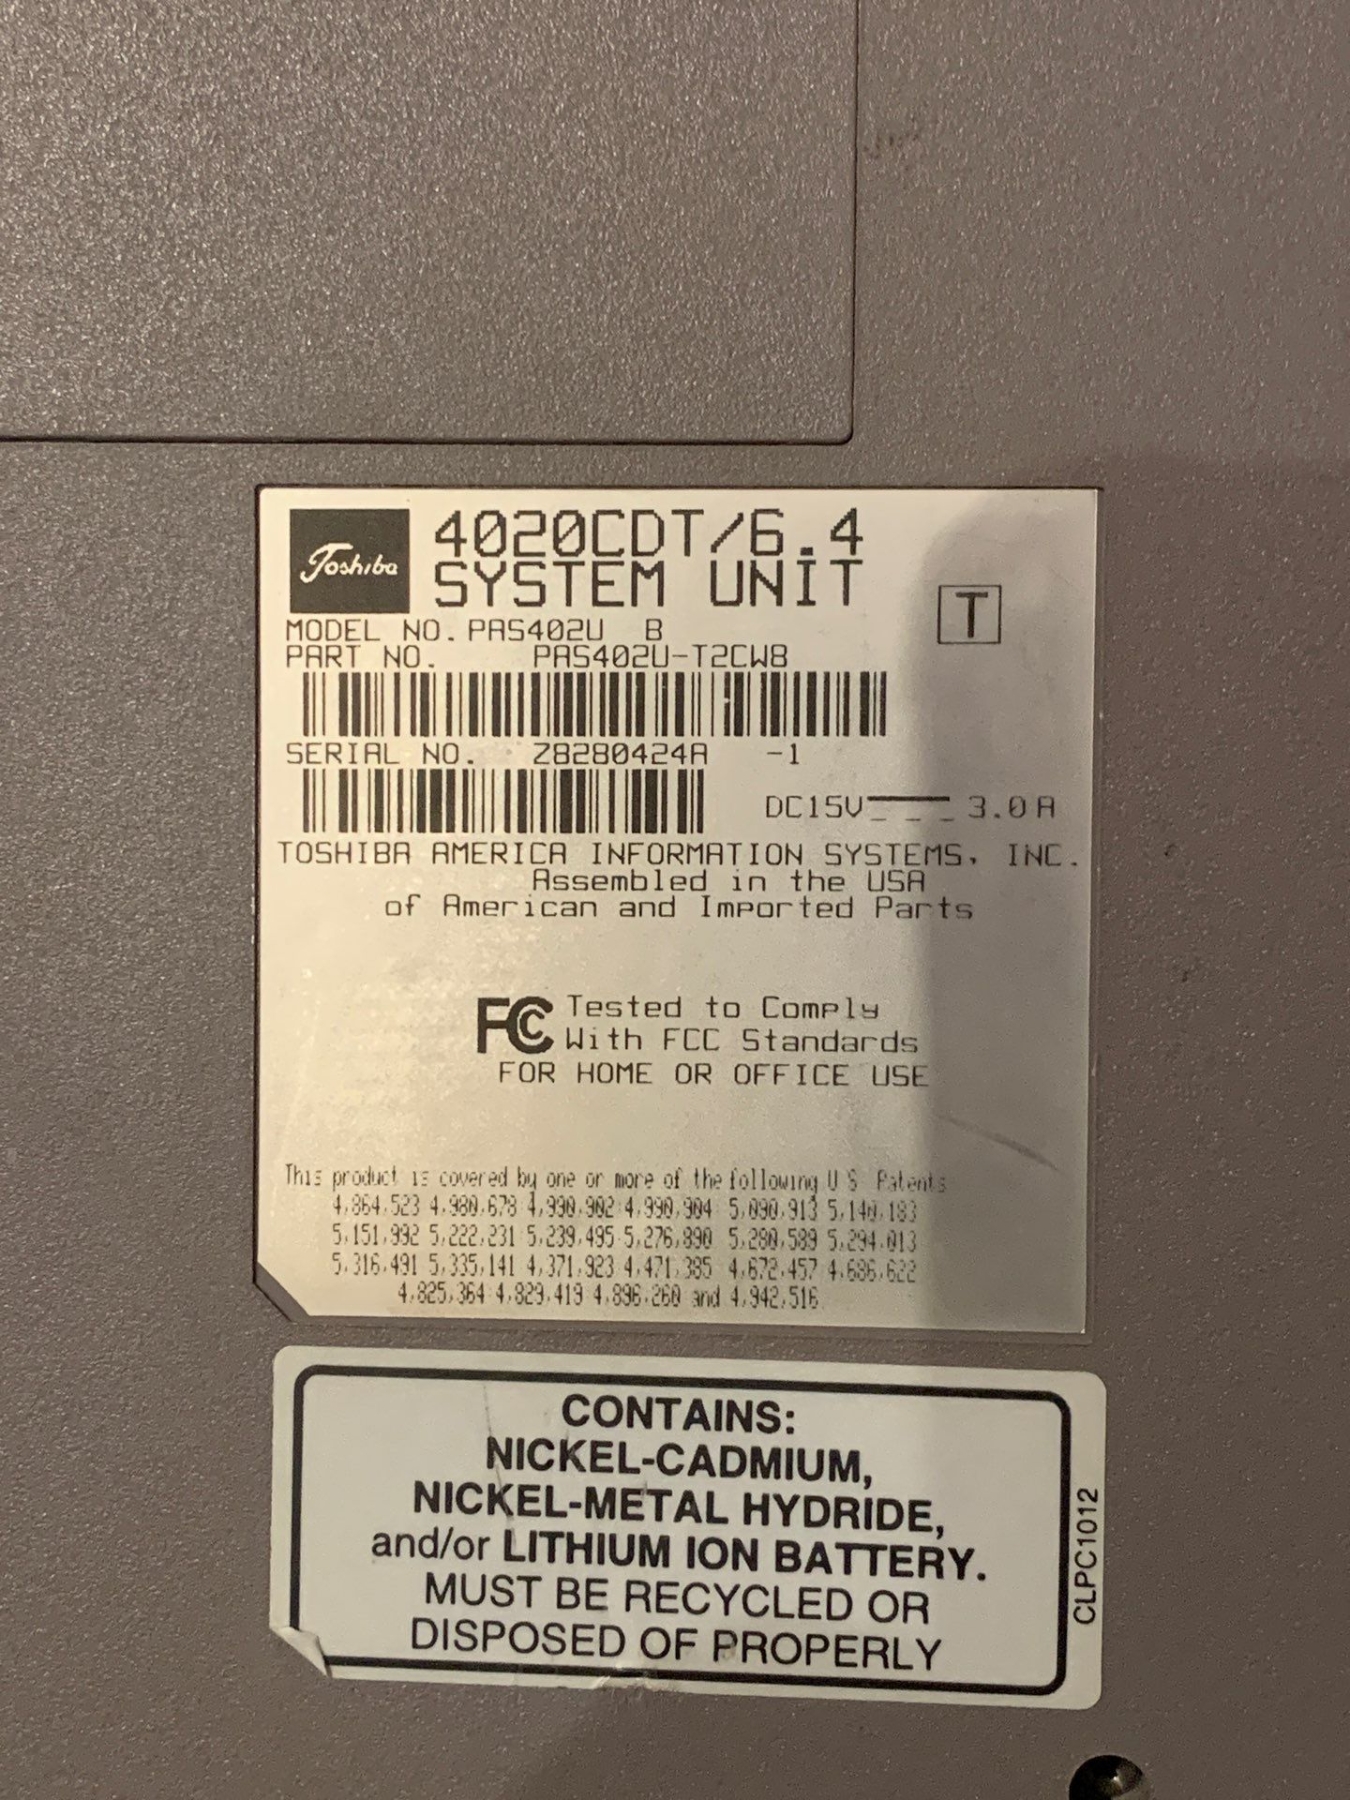 Toshiba
4020CDT/6.4
SYSTEM UNIT
T
MODEL NO. PAS402U B
PART NO. PAS402U-T2CW8
SERIAL NO. Z8280424A -1
DC15V 3.0A
TOSHIBA AMERICA INFORMATION SYSTEMS, INC.
Assembled in the USA
of American and Imported Parts
FC Tested to Comply
With FCC Standards
FOR HOME OR OFFICE USE
This product is covered by one or more of the following U S Patents
4,864,523 4,980,678 4,990,902 4,990,904 5,090,913 5,140,183
5,151,992 5,222,231 5,239,495 5,276,890 5,280,589 5,294,013
5,316,491 5,335,141 4,371,923 4,471,385 4,672,457 4,686,622
4,825,364 4,829,419 4,896,260 and 4,942,516
CONTAINS:
NICKEL-CADMIUM,
NICKEL-METAL HYDRIDE,
and/or LITHIUM ION BATTERY.
MUST BE RECYCLED OR
DISPOSED OF PROPERLY
CLPC1012